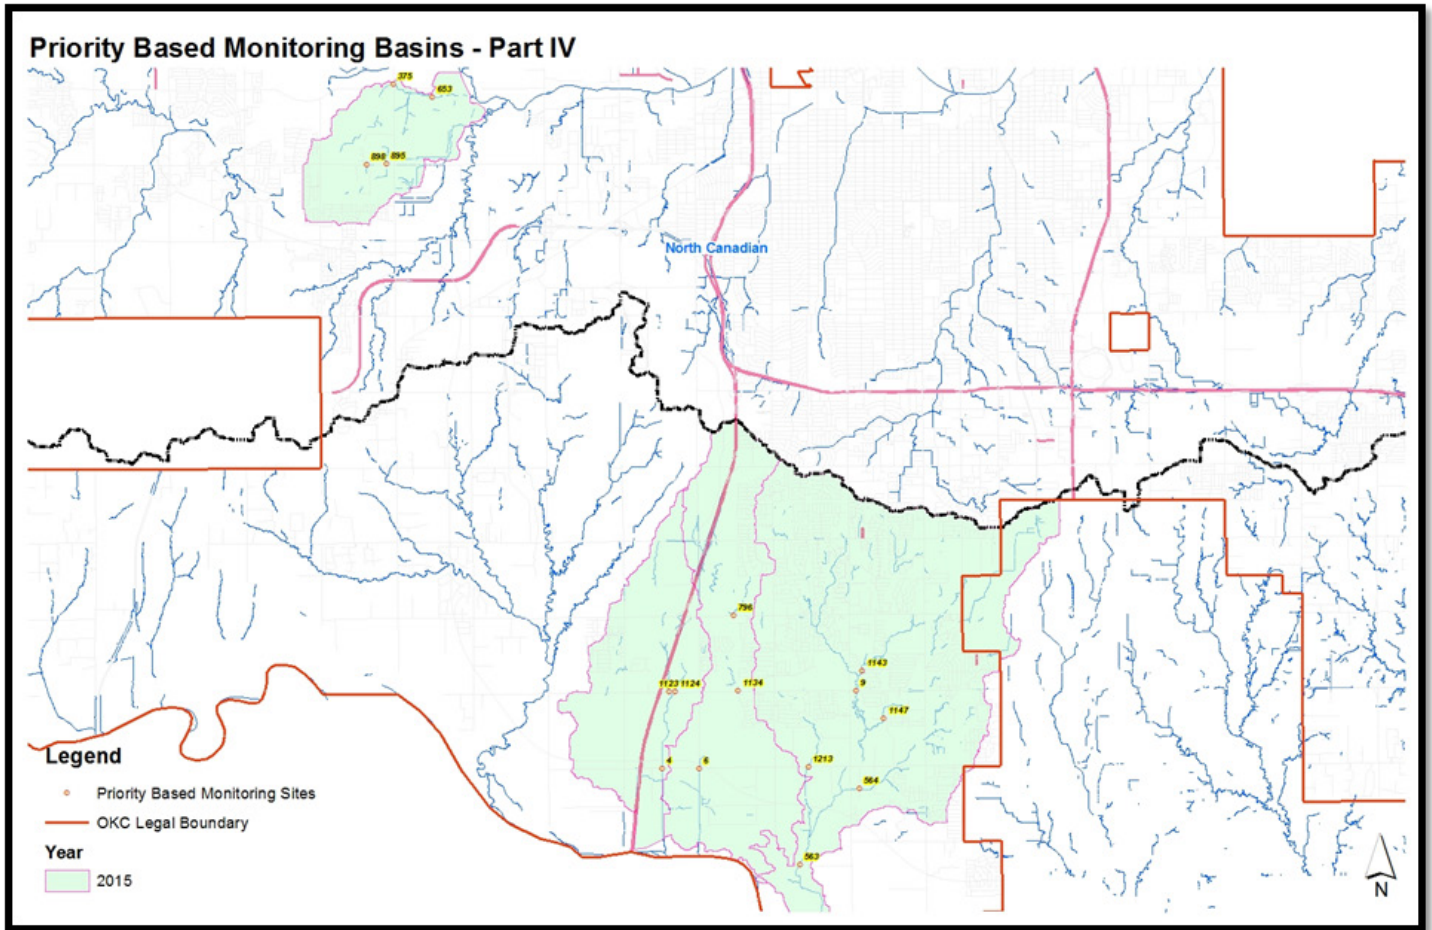 Priority Based Monitoring Basins - Part IV
375
653
898 895
North Canadian
796
1143
1123 1124 1134 9
1147
4 6 1213
564
563
Legend
Priority Based Monitoring Sites
OKC Legal Boundary
Year
2015
N